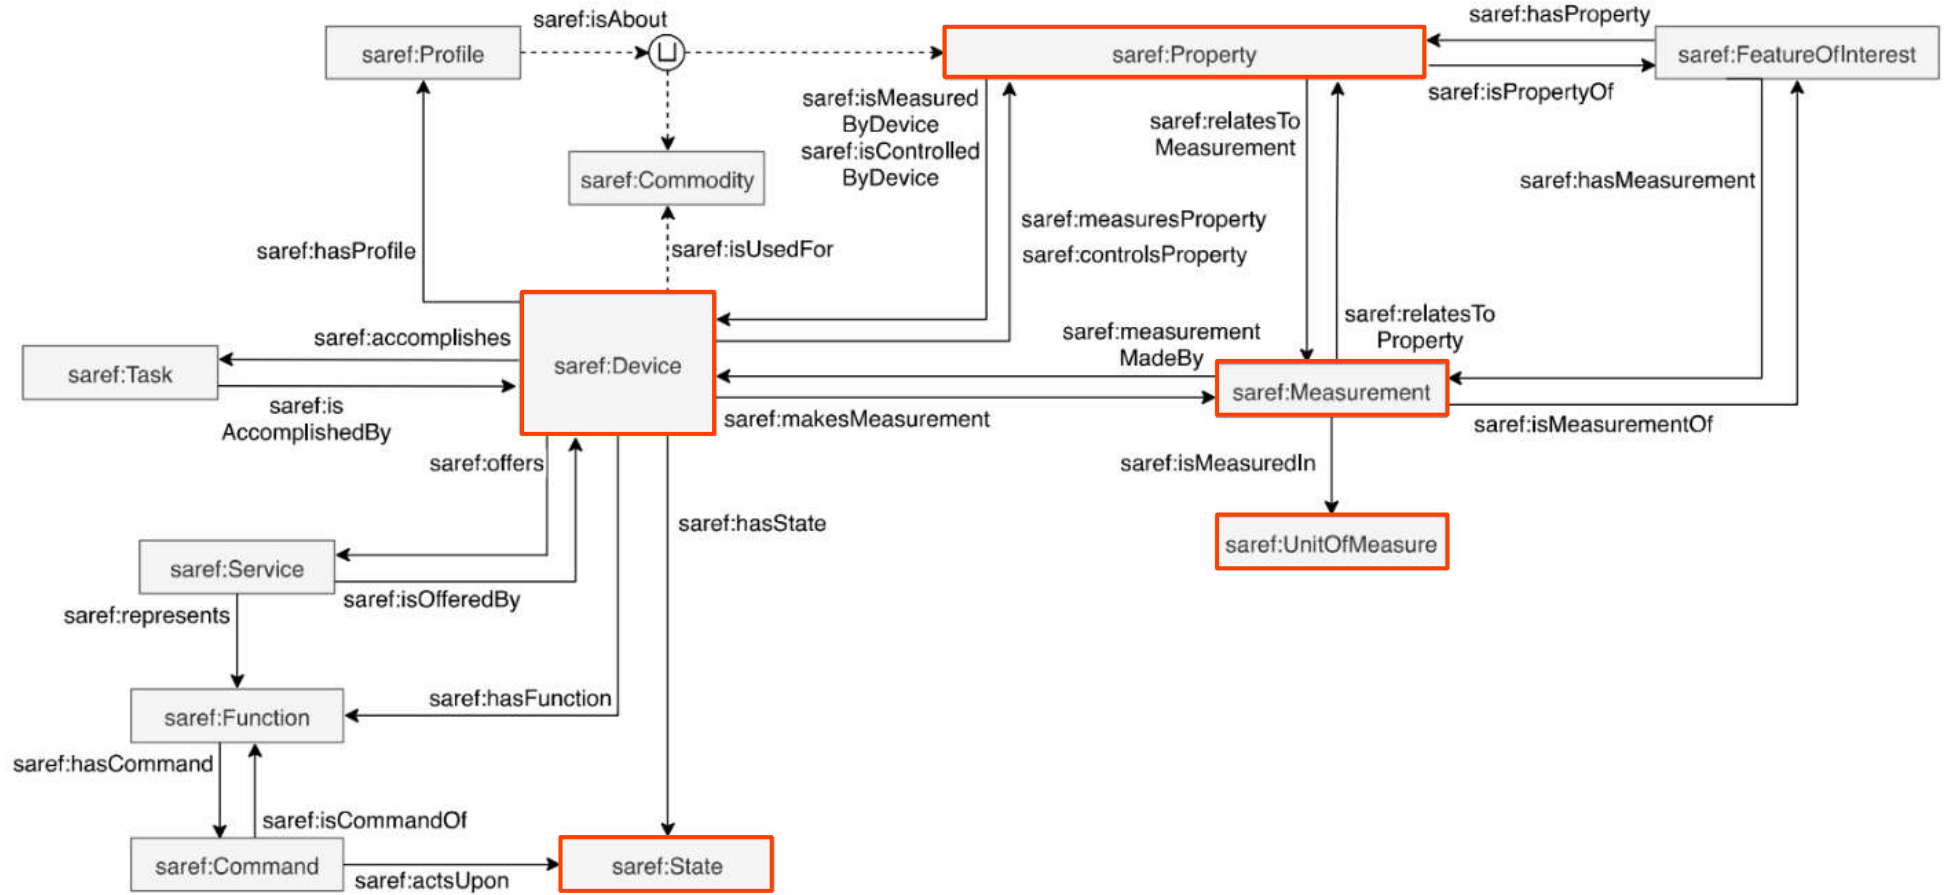 saref:isAbout
saref:hasProperty
saref:Profile
saref:Property
saref:FeatureOfInterest
saref:isPropertyOf
saref:isMeasured
ByDevice
saref:isControlled
ByDevice
saref:relatesTo
Measurement
saref:Commodity
saref:hasMeasurement
saref:measuresProperty
saref:controlsProperty
saref:hasProfile
saref:isUsedFor
saref:relatesTo
Property
saref:measurement
MadeBy
saref:accomplishes
saref:Task
saref:Device
saref:Measurement
saref:is
AccomplishedBy
saref:makesMeasurement
saref:isMeasurementOf
saref:offers
saref:isMeasuredIn
saref:hasState
saref:UnitOfMeasure
saref:Service
saref:isOfferedBy
saref:represents
saref:hasFunction
saref:Function
saref:hasCommand
saref:isCommandOf
saref:Command
saref:actsUpon
saref:State